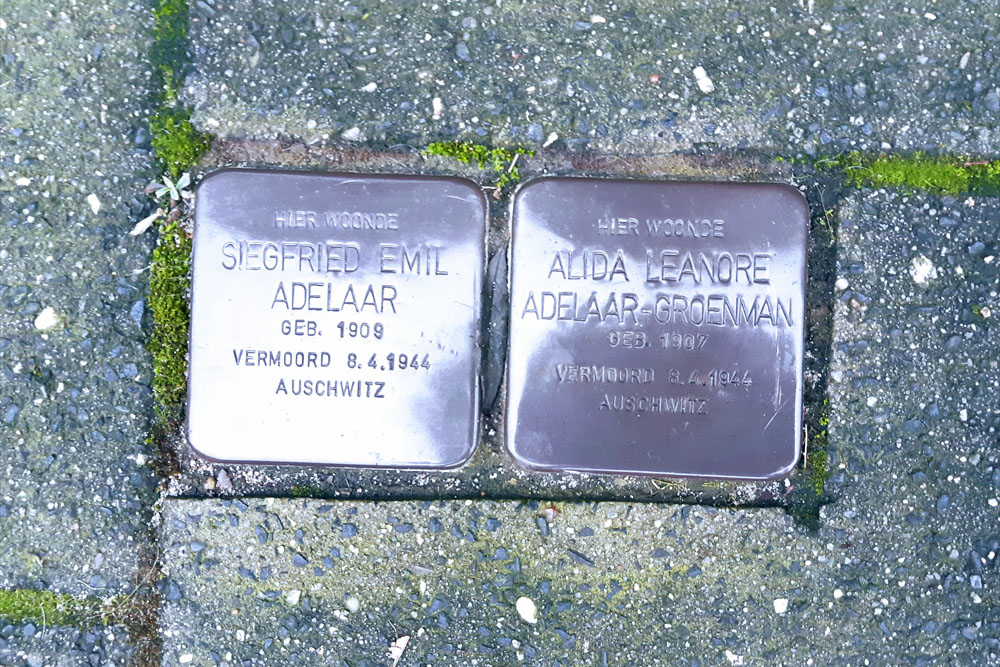 HIER WOONDE
SIEGFRIED EMIL
ADELAAR
GEB. 1909
VERMOORD 8.4.1944
AUSCHWITZ
HIER WOONDE
ALIDA LEANORE
ADELAAR-GROENMAN
GEB. 1907
VERMOORD 8.4.1944
AUSCHWITZ